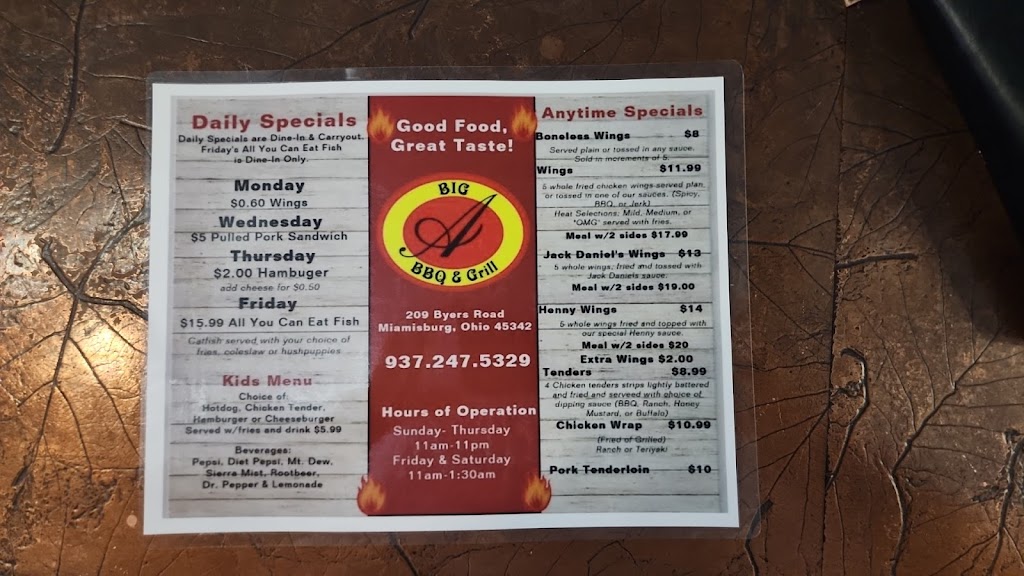 Daily Specials
Daily Specials are Dine-In & Carryout.
Friday's All You Can Eat Fish
is Dine-In Only.
Monday
$0.60 Wings
Wednesday
$5 Pulled Pork Sandwich
Thursday
$2.00 Hambuger
add cheese for $0.50
Friday
$15.99 All You Can Eat Fish
Catfish served with your choice of
fries, coleslaw or hushpuppies
Kids Menu
Choice of:
Hotdog, Chicken Tender,
Hamburger or Cheeseburger
Served w/fries and drink $5.99
Beverages:
Pepsi, Diet Pepsi, Mt. Dew,
Sierra Mist, Rootbeer,
Dr. Pepper & Lemonade
Good Food,
Great Taste!
BIG
A
BBQ & Grill
209 Byers Road
Miamisburg, Ohio 45342
937.247.5329
Hours of Operation
Sunday- Thursday
11am-11pm
Friday & Saturday
11am-1:30am
Anytime Specials
Boneless Wings $8
Served plain or tossed in any sauce.
Sold in increments of 5.
Wings $11.99
5 whole fried chicken wings served plan
or tossed in one of our sauces. (Spicy,
BBQ, or Jerk)
Heat Selections: Mild, Medium, or
"OMG" served with fries.
Meal w/2 sides $17.99
Jack Daniel's Wings $13
5 whole wings, fried and tossed with
Jack Daniels sauce.
Meal w/2 sides $19.00
Henny Wings $14
5 whole wings fried and topped with
our special Henny sauce.
Meal w/2 sides $20
Extra Wings $2.00
Tenders $8.99
4 Chicken tenders strips lightly battered
and fried and serveed with choice of
dipping sauce (BBQ, Ranch, Honey
Mustard, or Buffalo)
Chicken Wrap $10.99
(Fried of Grilled)
Ranch or Teriyaki
Pork Tenderloin $10